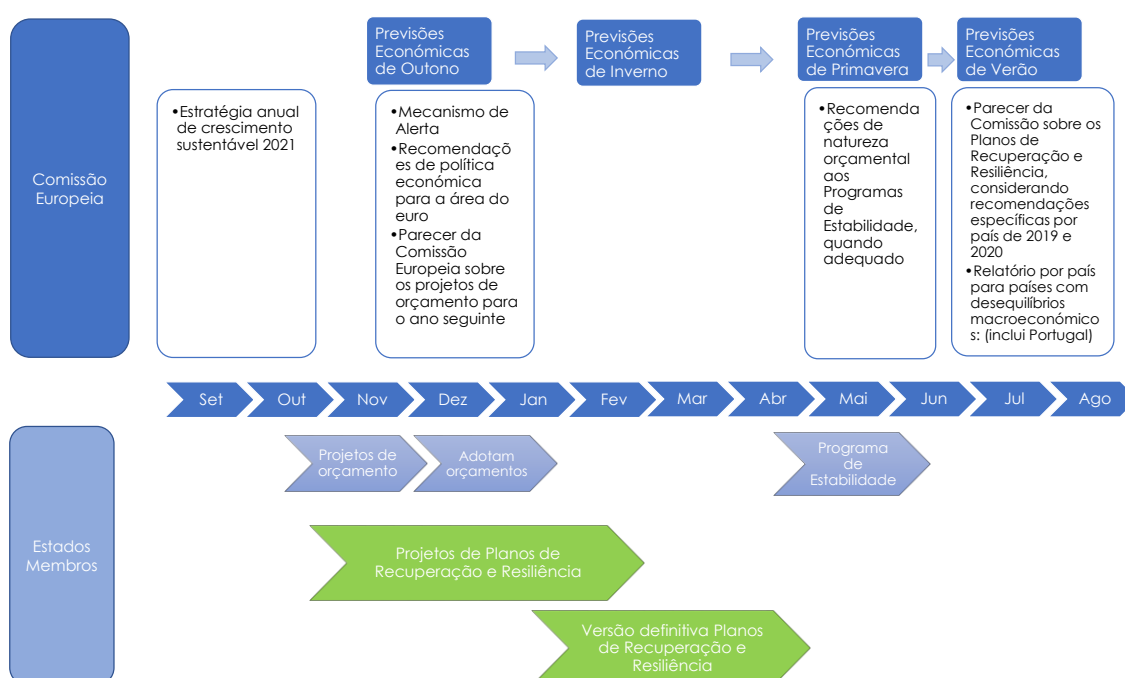 Comissão
Europeia
Previsões
Económicas
de Outono
Previsões
Económicas
de Inverno
Previsões
Económicas
de Primavera
Previsões
Económicas
de Verão
•Estratégia anual
de crescimento
sustentável 2021
•Mecanismo de
Alerta
•Recomendaçõ
es de política
económica
para a área do
euro
•Parecer da
Comissão
Europeia sobre
os projetos de
orçamento para
o ano seguinte
•Recomenda
ções de
natureza
orçamental
aos
Programas
de
Estabilidade,
quando
adequado
•Parecer da
Comissão sobre os
Planos de
Recuperação e
Resiliência,
considerando
recomendações
específicas por
país de 2019 e
2020
•Relatório por país
para países com
desequilíbrios
macroeconómico
s: (inclui Portugal)
Set
Out
Nov
Dez
Jan
Fev
Mar
Abr
Mai
Jun
Jul
Ago
Estados
Membros
Projetos de
orçamento
Adotam
orçamentos
Programa
de
Estabilidade
Projetos de Planos de
Recuperação e Resiliência
Versão definitiva Planos
de Recuperação e
Resiliência